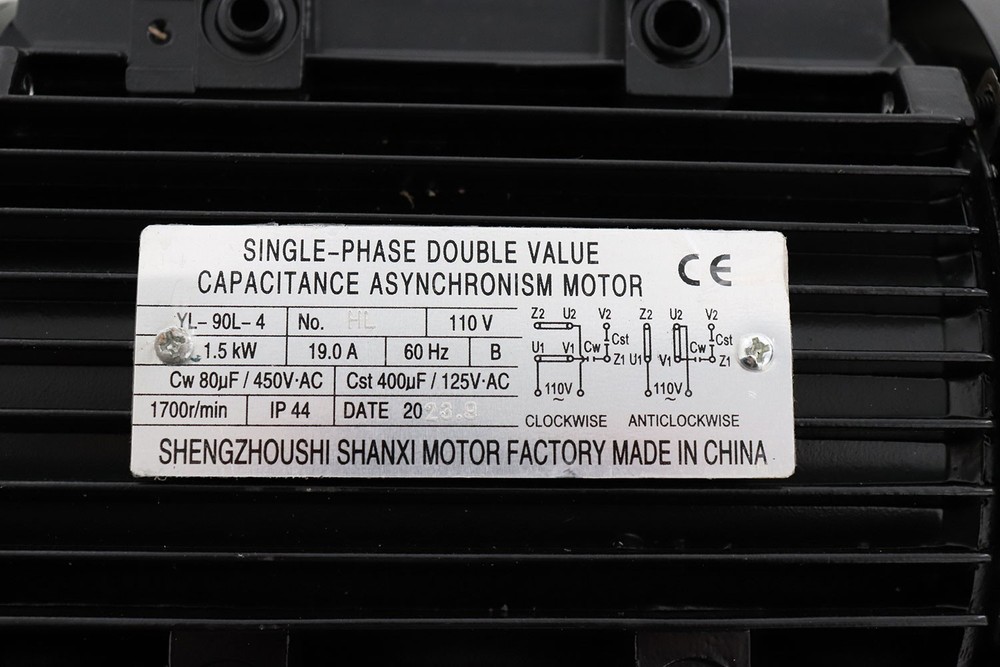 SINGLE-PHASE DOUBLE VALUE
CAPACITANCE ASYNCHRONISM MOTOR
CE
YL-90L-4 No. HL 110 V
1.5 kW 19.0 A 60 Hz B
Cw 80µF / 450V·AC Cst 400µF / 125V·AC
1700r/min IP 44 DATE 2023.
Z2 U2 V2 Z2 U2 V2
Cst Cst
U1 V1 Cw Z1 U1 V1 Cw Z1
110V 110V
~ ~
CLOCKWISE ANTICLOCKWISE
SHENGZHOUSHI SHANXI MOTOR FACTORY MADE IN CHINA